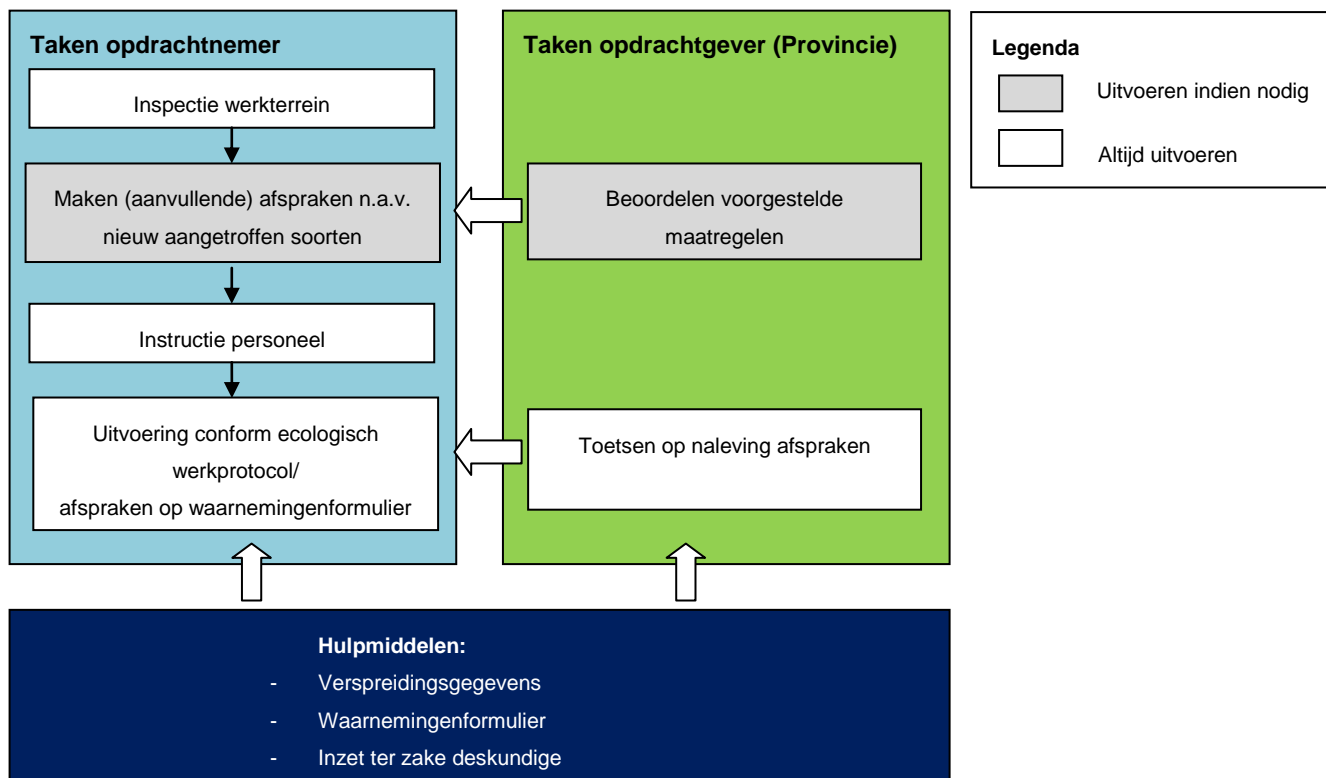 Taken opdrachtnemer
Inspectie werkterrein
Maken (aanvullende) afspraken n.a.v.
nieuw aangetroffen soorten
Instructie personeel
Uitvoering conform ecologisch
werkprotocol/
afspraken op waarnemingenformulier
Taken opdrachtgever (Provincie)
Beoordelen voorgestelde
maatregelen
Toetsen op naleving afspraken
Legenda
Uitvoeren indien nodig
Altijd uitvoeren
Hulpmiddelen:
- Verspreidingsgegevens
- Waarnemingenformulier
- Inzet ter zake deskundige